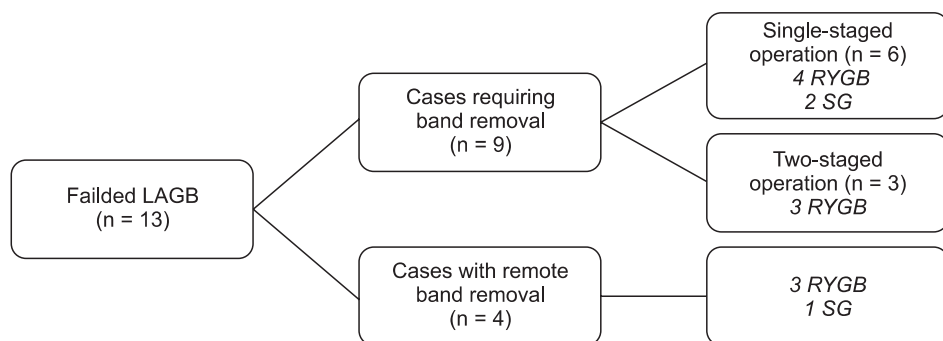 Failded LAGB
(n = 13)
Cases requiring
band removal
(n = 9)
Cases with remote
band removal
(n = 4)
Single-staged
operation (n = 6)
4 RYGB
2 SG
Two-staged
operation (n = 3)
3 RYGB
3 RYGB
1 SG